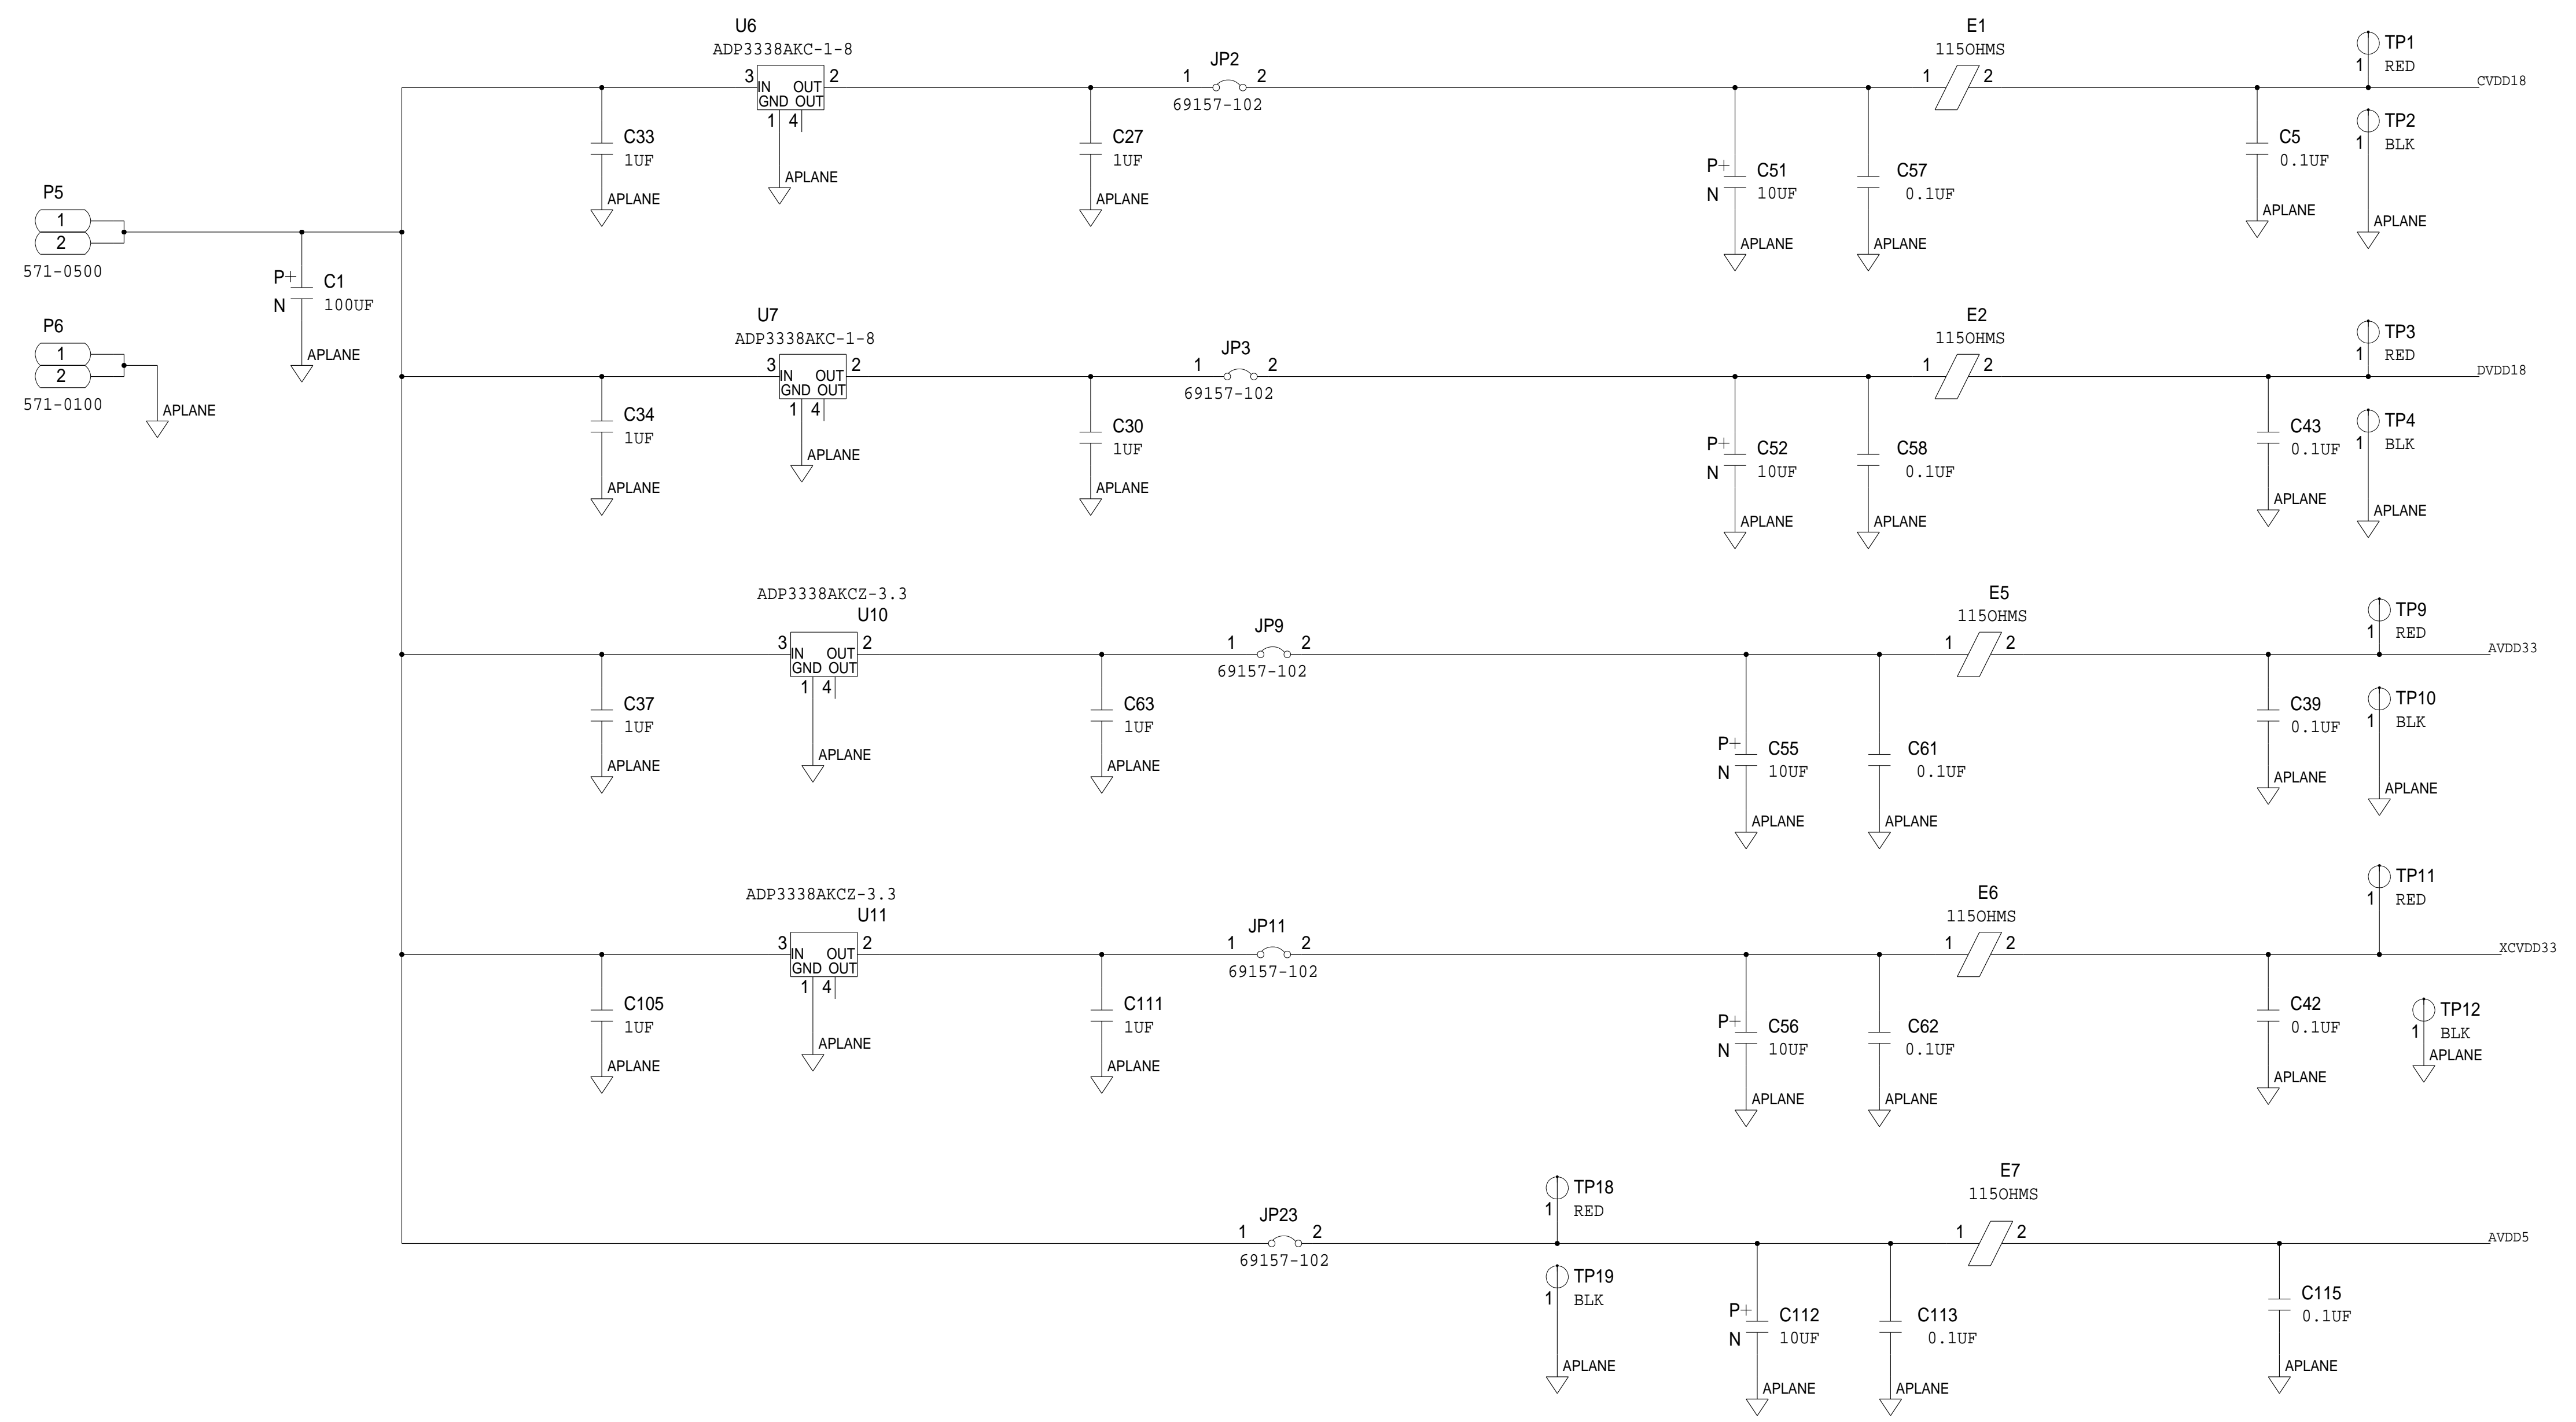 P5
1
2
571-0500
P6
1
2
571-0100
APLANE
P+
N
C1
100UF
APLANE
U6
ADP3338AKC-1-8
3
IN OUT
GND OUT
2
1
4
APLANE
C33
1UF
APLANE
C27
1UF
APLANE
JP2
1
2
69157-102
P+
N
C51
10UF
APLANE
C57
0.1UF
APLANE
E1
115OHMS
1
2
C5
0.1UF
APLANE
TP1
1
RED
CVDD18
TP2
1
BLK
APLANE
U7
ADP3338AKC-1-8
3
IN OUT
GND OUT
2
1
4
APLANE
C34
1UF
APLANE
C30
1UF
APLANE
JP3
1
2
69157-102
P+
N
C52
10UF
APLANE
C58
0.1UF
APLANE
E2
115OHMS
1
2
C43
0.1UF
APLANE
TP3
1
RED
DVDD18
TP4
1
BLK
APLANE
ADP3338AKCZ-3.3
U10
3
IN OUT
GND OUT
2
1
4
APLANE
C37
1UF
APLANE
C63
1UF
APLANE
JP9
1
2
69157-102
P+
N
C55
10UF
APLANE
C61
0.1UF
APLANE
E5
115OHMS
1
2
C39
0.1UF
APLANE
TP9
1
RED
AVDD33
TP10
1
BLK
APLANE
ADP3338AKCZ-3.3
U11
3
IN OUT
GND OUT
2
1
4
APLANE
C105
1UF
APLANE
C111
1UF
APLANE
JP11
1
2
69157-102
P+
N
C56
10UF
APLANE
C62
0.1UF
APLANE
E6
115OHMS
1
2
C42
0.1UF
APLANE
TP11
1
RED
XCVDD33
TP12
1
BLK
APLANE
JP23
1
2
69157-102
TP18
1
RED
TP19
1
BLK
APLANE
P+
N
C112
10UF
APLANE
C113
0.1UF
APLANE
E7
115OHMS
1
2
AVDD5
C115
0.1UF
APLANE